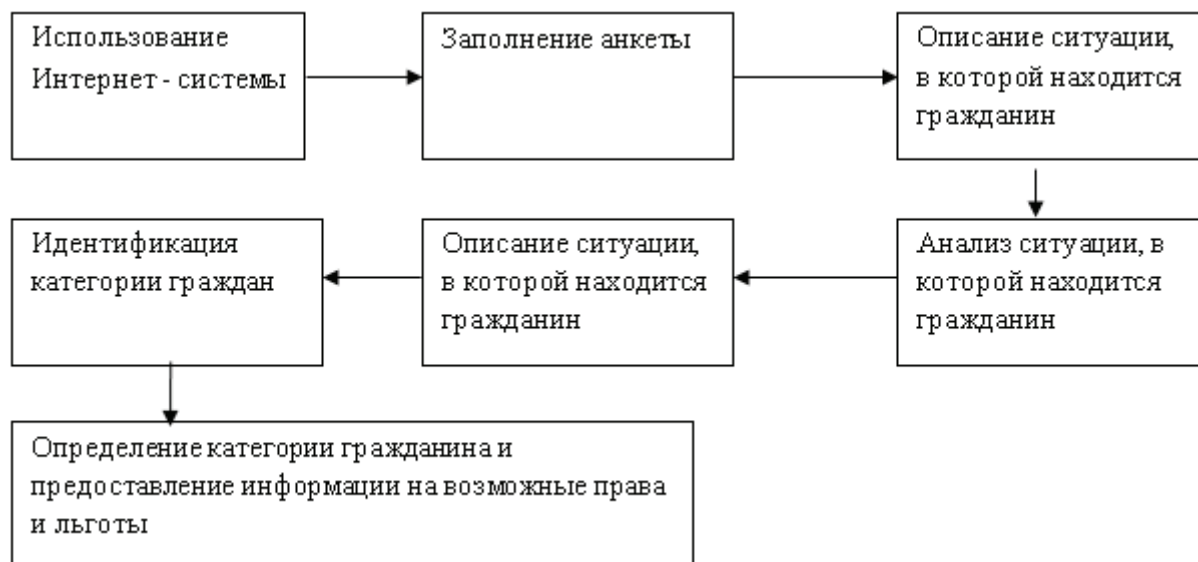 Использование
Интернет - системы
Заполнение анкеты
Описание ситуации,
в которой находится
гражданин
Идентификация
категории граждан
Описание ситуации,
в которой находится
гражданин
Анализ ситуации, в
которой находится
гражданин
Определение категории гражданина и
предоставление информации на возможные права
и льготы